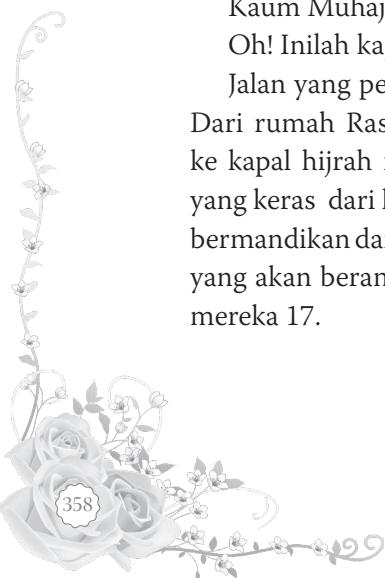 Kaum Muhaj
Oh! Inilah ka
Jalan yang pe
Dari rumah Ras
ke kapal hijrah
yang keras dari
bermandikan da
yang akan beran
mereka 17.
358